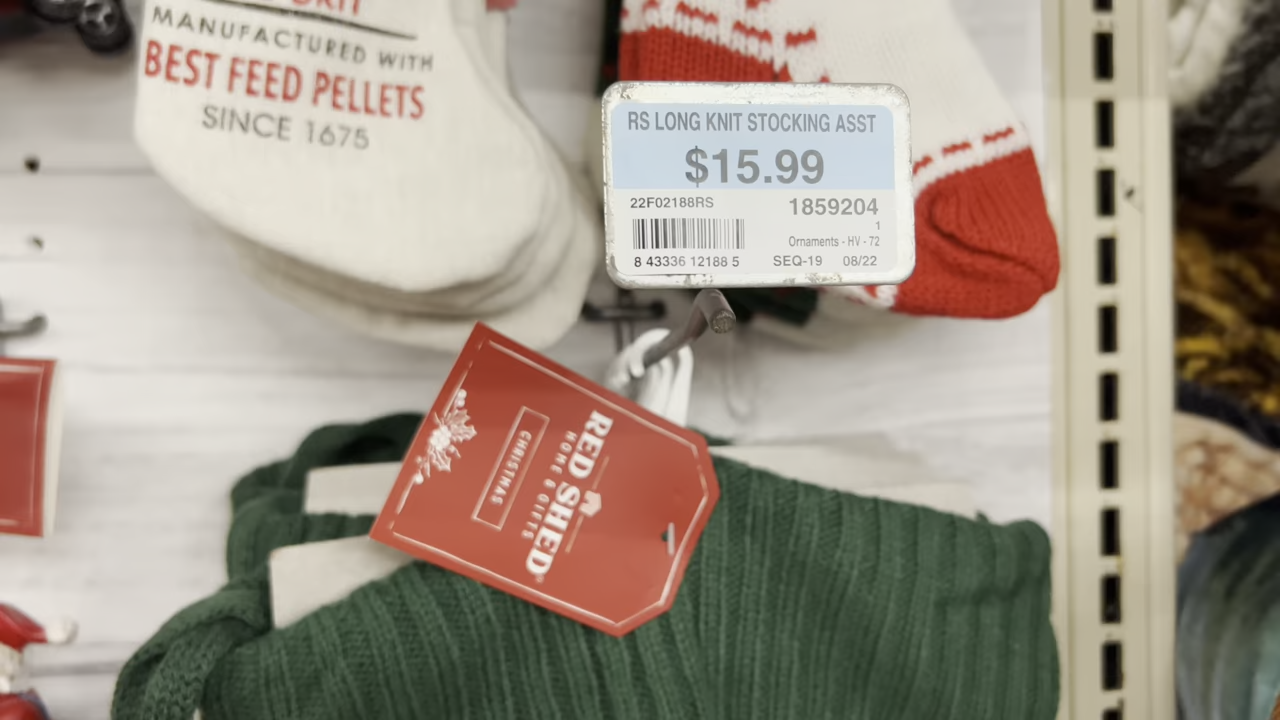 MANUFACTURED WITH
BEST FEED PELLETS
SINCE 1675
RS LONG KNIT STOCKING ASST
$15.99
22F02188RS
1859204
1
Ornaments - HV - 72
8 43336 12188 5
SEQ-19 08/22
RED SHED
HOME & GIFTS
CHRISTMAS